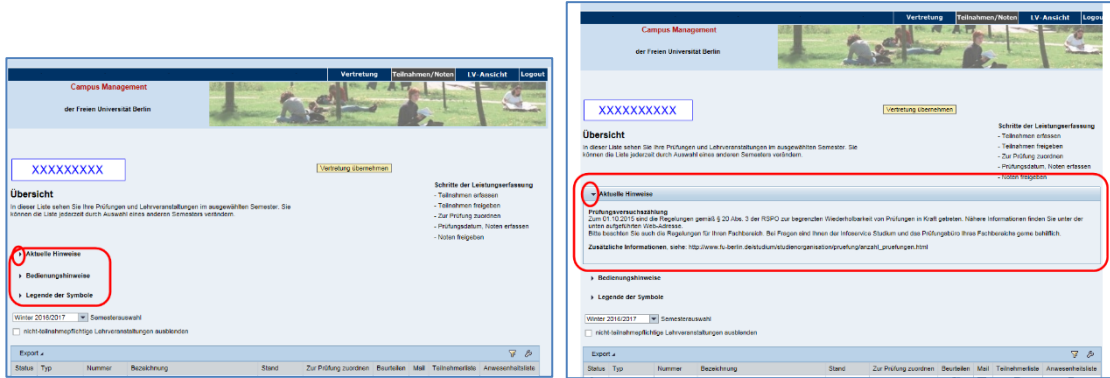 Vertretung Teilnahmen/Noten LV-Ansicht Logout
Campus Management
der Freien Universität Berlin
XXXXXXXXX
Vertretung übernehmen
Übersicht
In dieser Liste sehen Sie Ihre Prüfungen und Lehrveranstaltungen im ausgewählten Semester. Sie
können die Liste jederzeit durch Auswahl eines anderen Semesters verändern.
Schritte der Leistungserfassung
- Teilnahmen erfassen
- Teilnahmen freigeben
- Zur Prüfung zuordnen
- Prüfungsdatum, Noten erfassen
- Noten freigeben
Aktuelle Hinweise
Bedienungshinweise
Legende der Symbole
Winter 2016/2017 Semesterauswahl
nicht-teilnahmepflichtige Lehrveranstaltungen ausblenden
Export
Status Typ Nummer Bezeichnung Stand Zur Prüfung zuordnen Beurteilen Mail Teilnehmerliste Anwesenheitsliste
Vertretung Teilnahmen/Noten LV-Ansicht Logou
Campus Management
der Freien Universität Berlin
XXXXXXXXXX
Vertretung übernehmen
Übersicht
In dieser Liste sehen Sie Ihre Prüfungen und Lehrveranstaltungen im ausgewählten Semester. Sie
können die Liste jederzeit durch Auswahl eines anderen Semesters verändern.
Schritte der Leistungserfassung
- Teilnahmen erfassen
- Teilnahmen freigeben
- Zur Prüfung zuordnen
- Prüfungsdatum, Noten erfassen
- Noten freigeben
Aktuelle Hinweise
Prüfungsversuchszählung
Zum 01.10.2015 sind die Regelungen gemäß § 20 Abs. 3 der RSPO zur begrenzten Wiederholbarkeit von Prüfungen in Kraft getreten. Nähere Informationen finden Sie unter der
unten aufgeführten Web-Adresse.
Bitte beachten Sie auch die Regelungen für Ihren Fachbereich. Bei Fragen sind Ihnen der Infoservice Studium und das Prüfungsbüro Ihres Fachbereichs gerne behilflich.
Zusätzliche Informationen, siehe: http://www.fu-berlin.de/studium/studienorganisation/pruefung/anzahl_pruefungen.html
Bedienungshinweise
Legende der Symbole
Winter 2016/2017 Semesterauswahl
nicht-teilnahmepflichtige Lehrveranstaltungen ausblenden
Export
Status Typ Nummer Bezeichnung Stand Zur Prüfung zuordnen Beurteilen Mail Teilnehmerliste Anwesenheitsliste